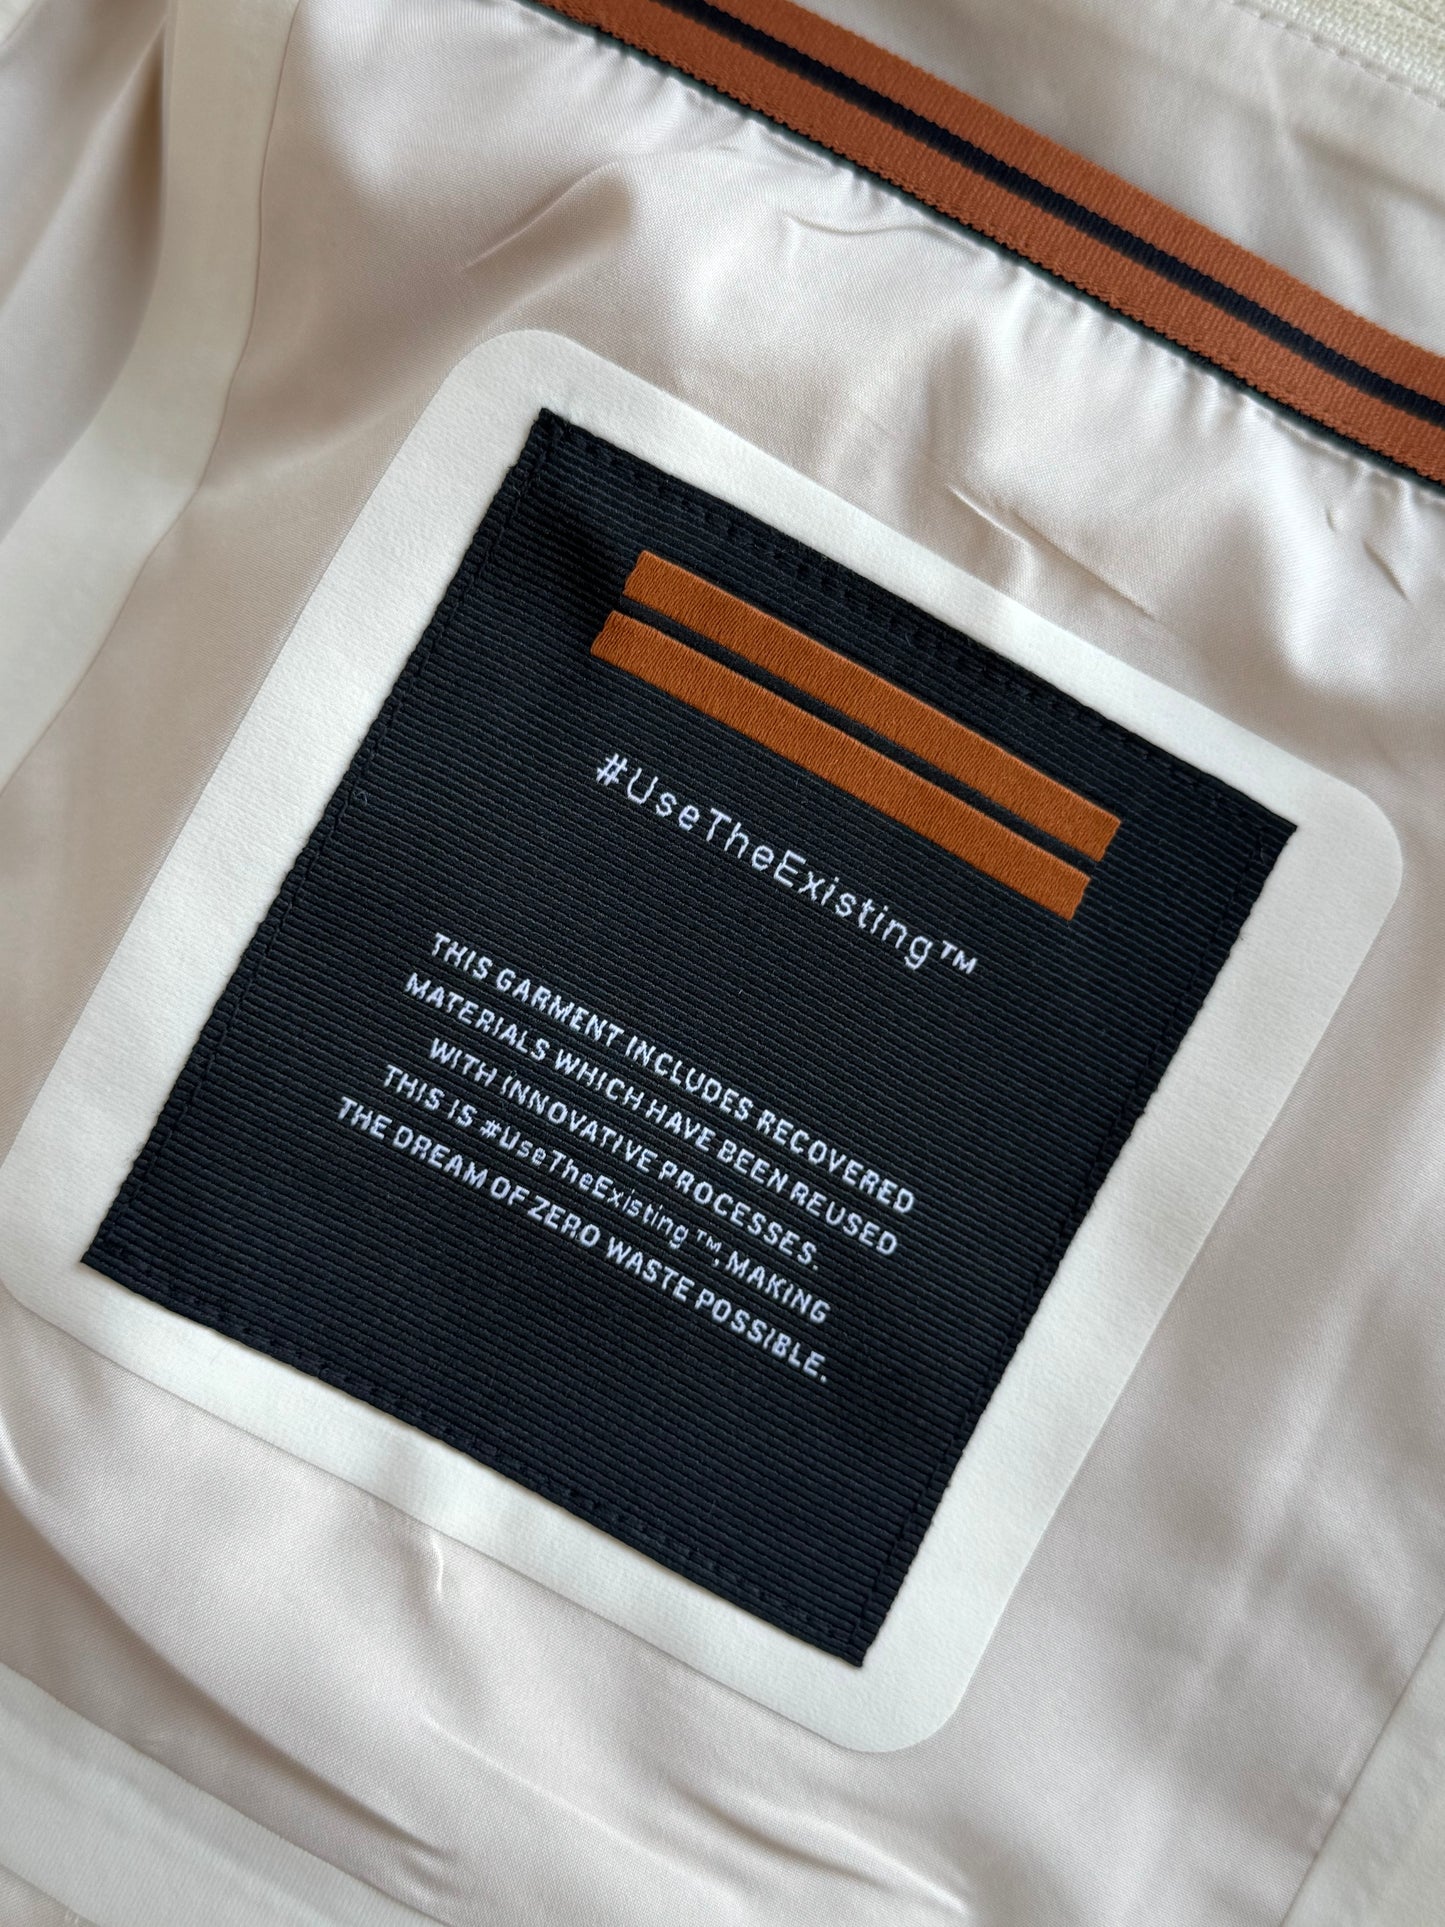 #UseTheExisting™
THIS GARMENT INCLUDES RECOVERED
MATERIALS WHICH HAVE BEEN REUSED
WITH INNOVATIVE PROCESSES.
THIS IS #UseTheExisting™, MAKING
THE DREAM OF ZERO WASTE POSSIBLE.